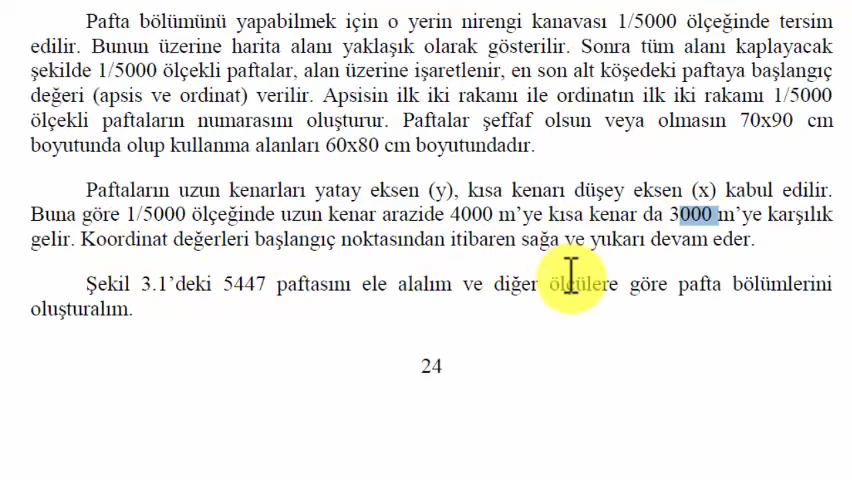 Pafta bölümünü yapabilmek için o yerin nirengi kanavası 1/5000 ölçeğinde tersim
edilir. Bunun üzerine harita alanı yaklaşık olarak gösterilir. Sonra tüm alanı kaplayacak
şekilde 1/5000 ölçekli paftalar, alan üzerine işaretlenir, en son alt köşedeki paftaya başlangıç
değeri (apsis ve ordinat) verilir. Apsisin ilk iki rakamı ile ordinatın ilk iki rakamı 1/5000
ölçekli paftaların numarasını oluşturur. Paftalar şeffaf olsun veya olmasın 70x90 cm
boyutunda olup kullanma alanları 60x80 cm boyutundadır.
Paftaların uzun kenarları yatay eksen (y), kısa kenarı düşey eksen (x) kabul edilir.
Buna göre 1/5000 ölçeğinde uzun kenar arazide 4000 m’ye kısa kenar da 3000 m’ye karşılık
gelir. Koordinat değerleri başlangıç noktasından itibaren sağa ve yukarı devam eder.
Şekil 3.1’deki 5447 paftasını ele alalım ve diğer ölçülere göre pafta bölümlerini
oluşturalım.
24